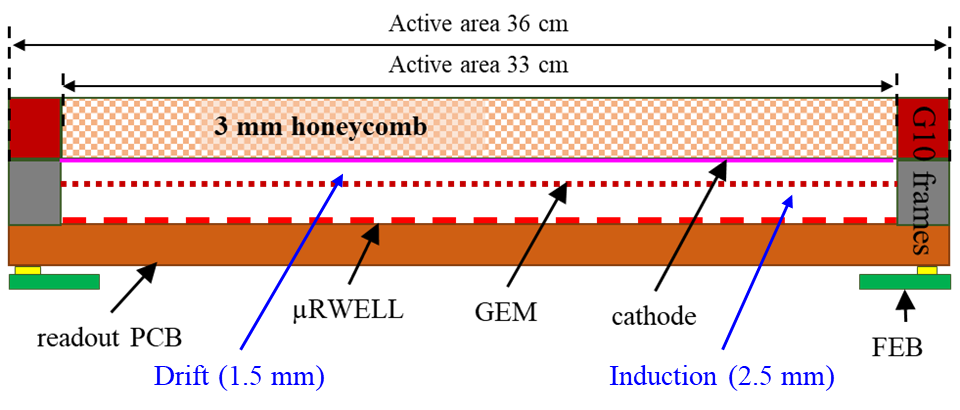 Active area 36 cm
Active area 33 cm
3 mm honeycomb
G10 frames
μRWELL
GEM
cathode
readout PCB
FEB
Drift (1.5 mm)
Induction (2.5 mm)